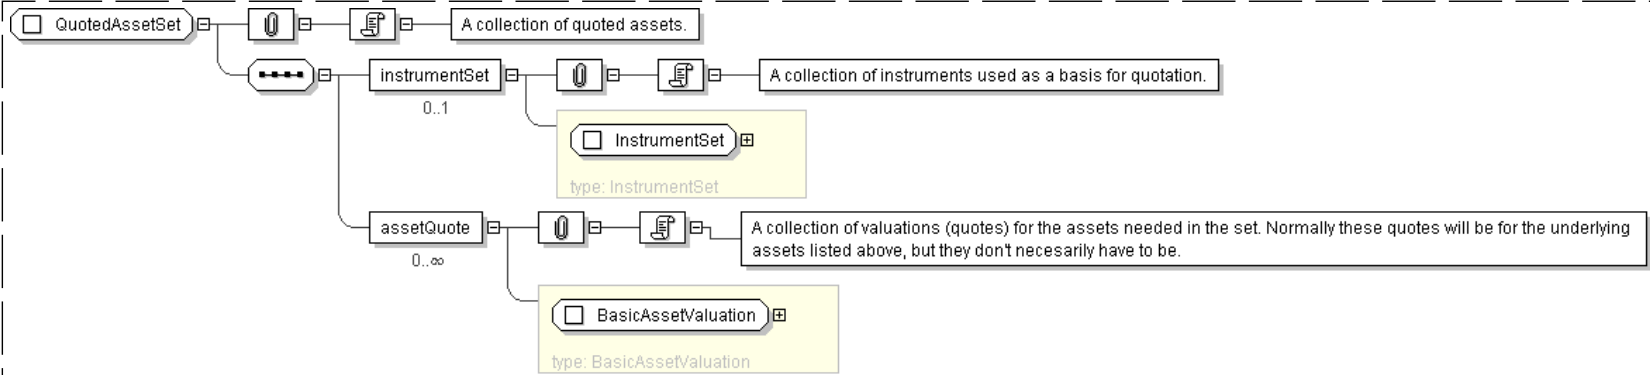 QuotedAssetSet
A collection of quoted assets.
instrumentSet
A collection of instruments used as a basis for quotation.
0..1
InstrumentSet
type: InstrumentSet
assetQuote
A collection of valuations (quotes) for the assets needed in the set. Normally these quotes will be for the underlying
assets listed above, but they don't necesarily have to be.
0..∞
BasicAssetValuation
type: BasicAssetValuation